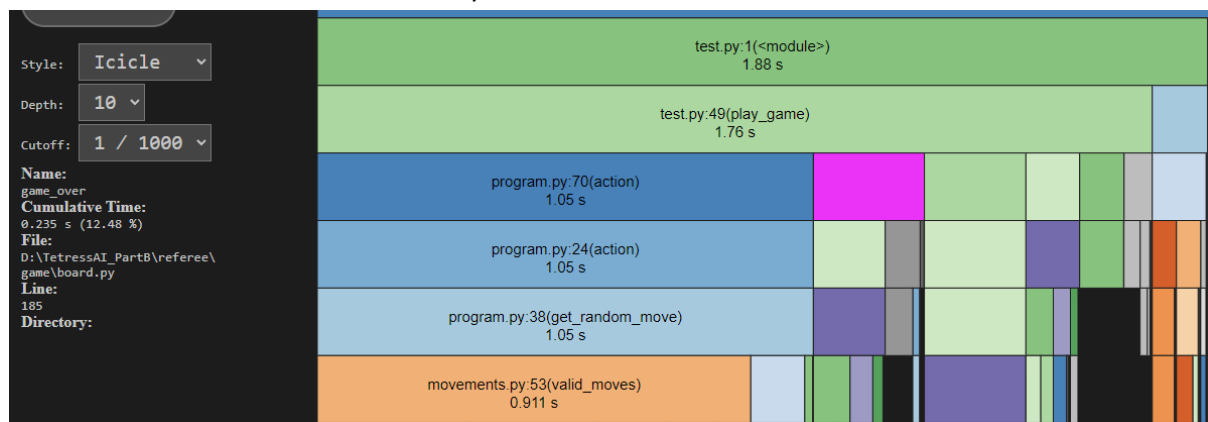 Style: Icicle
Depth: 10
Cutoff: 1 / 1000
Name:
game_over
Cumulative Time:
0.235 s (12.48 %)
File:
D:\TetressAI_PartB\referee\
game\board.py
Line:
185
Directory:
test.py:1(<module>)
1.88 s
test.py:49(play_game)
1.76 s
program.py:70(action)
1.05 s
program.py:24(action)
1.05 s
program.py:38(get_random_move)
1.05 s
movements.py:53(valid_moves)
0.911 s